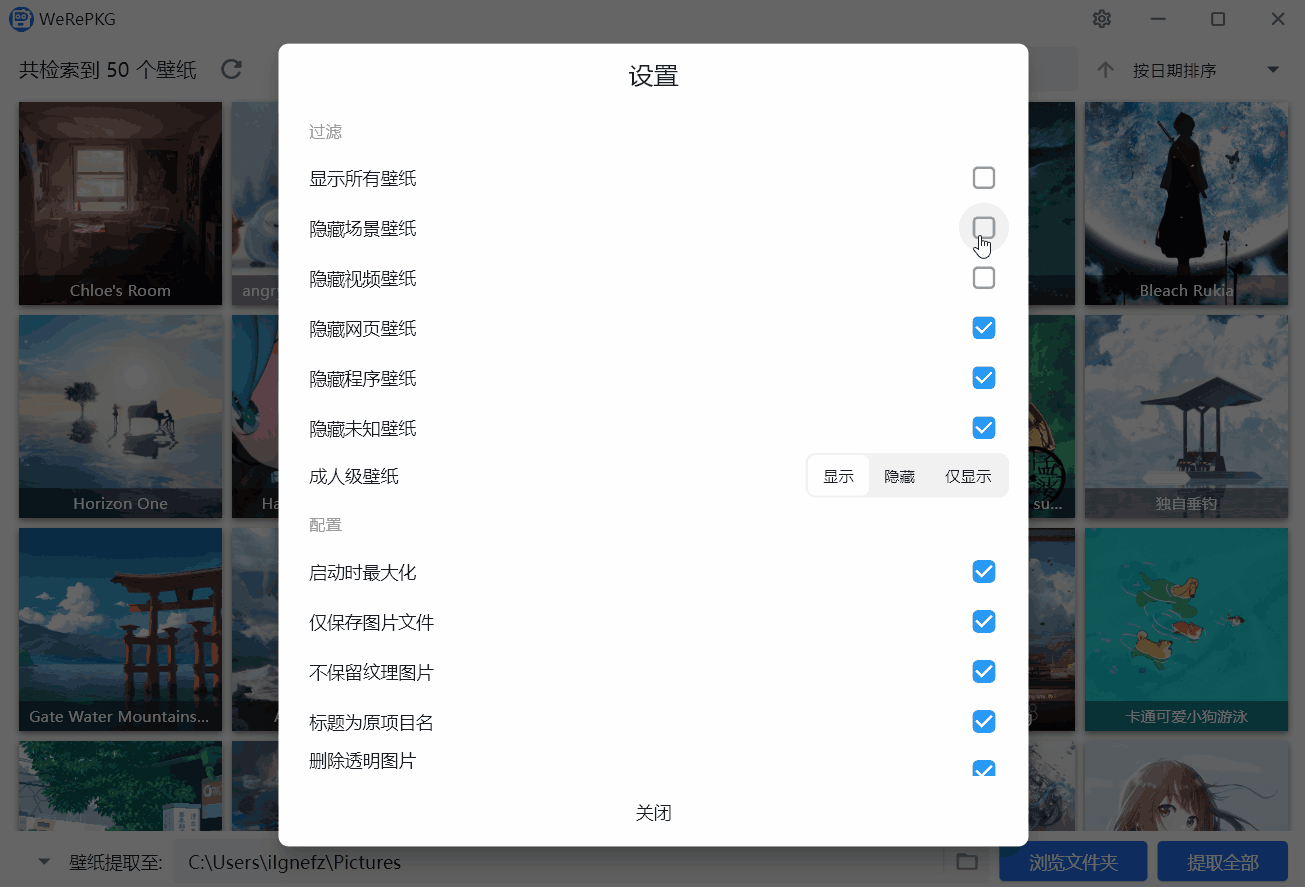 WeRePKG
共检索到 50 个壁纸
按日期排序
设置
过滤
显示所有壁纸
隐藏场景壁纸
隐藏视频壁纸
隐藏网页壁纸
隐藏程序壁纸
隐藏未知壁纸
成人级壁纸
显示 隐藏 仅显示
配置
启动时最大化
仅保存图片文件
不保留纹理图片
标题为原项目名
删除透明图片
关闭
Chloe's Room
angr
Bleach Rukia
Horizon One
Ha
su...
独自垂钓
Gate Water Mountains...
卡通可爱小狗游泳
壁纸提取至:
C:\Users\ilgnefz\Pictures
浏览文件夹
提取全部